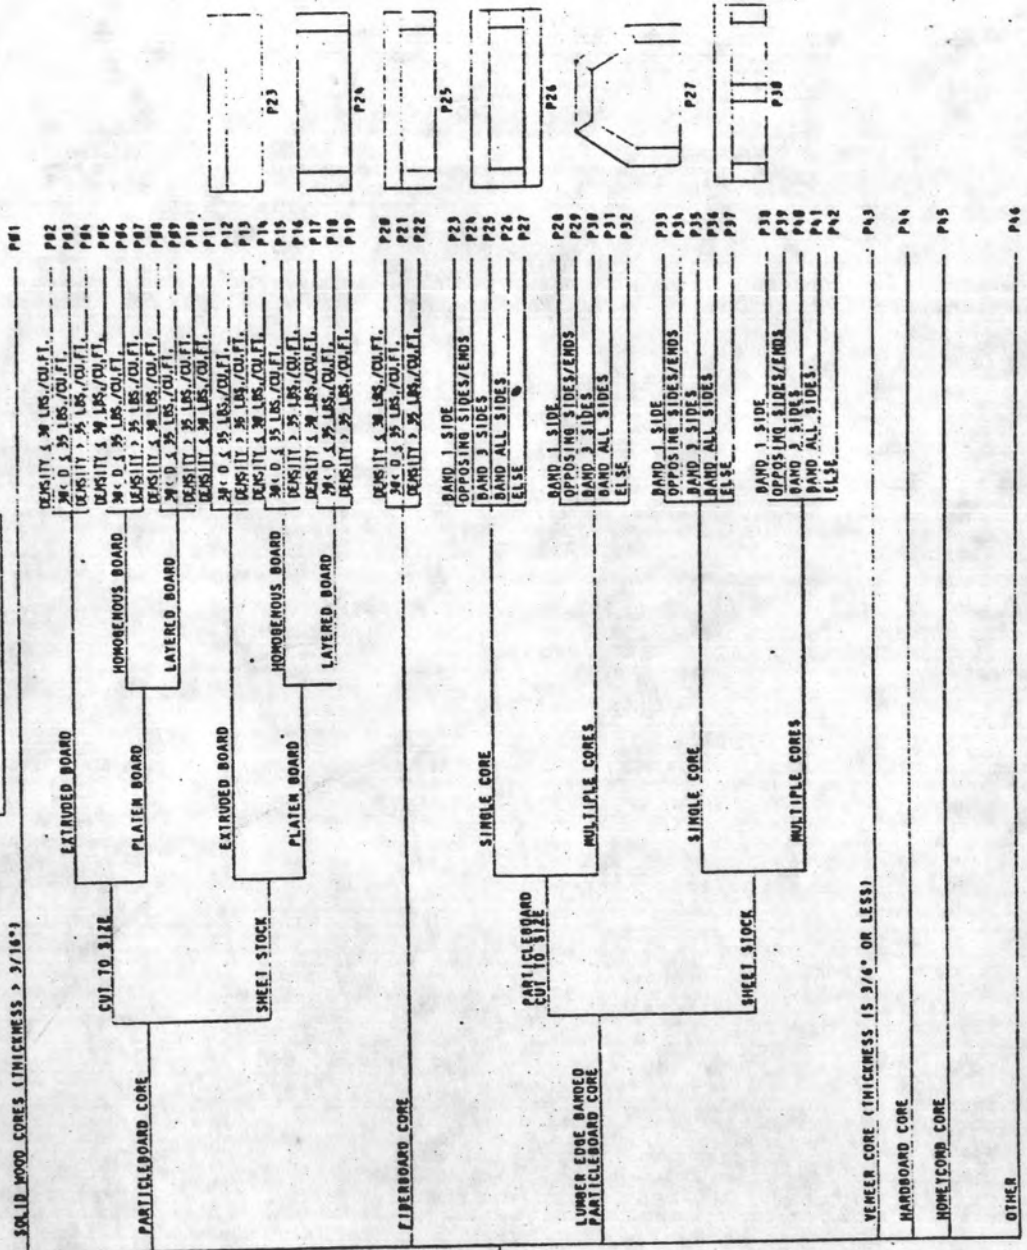 SOLID WOOD CORES (THICKNESS > 3/16")
P01
PARTICLEBOARD CORE
CUT TO SIZE
EXTRUDED BOARD
DENSITY ≤ 30 LBS./CU.FT.
P02
30< D ≤ 35 LBS./CU.FT.
P03
DENSITY > 35 LBS./CU.FT.
P04
PLATEN BOARD
HOMOGENOUS BOARD
DENSITY ≤ 30 LBS./CU.FT.
P05
30< D ≤ 35 LBS./CU.FT.
P06
DENSITY > 35 LBS./CU.FT.
P07
LAYERED BOARD
DENSITY ≤ 30 LBS./CU.FT.
P08
30< D ≤ 35 LBS./CU.FT.
P09
DENSITY > 35 LBS./CU.FT.
P10
SHEET STOCK
EXTRUDED BOARD
DENSITY ≤ 30 LBS./CU.FT.
P11
30< D ≤ 35 LBS./CU.FT.
P12
DENSITY > 35 LBS./CU.FT.
P13
PLATEN BOARD
HOMOGENOUS BOARD
DENSITY ≤ 30 LBS./CU.FT.
P14
30< D ≤ 35 LBS./CU.FT.
P15
DENSITY > 35 LBS./CU.FT.
P16
LAYERED BOARD
DENSITY ≤ 30 LBS./CU.FT.
P17
30< D ≤ 35 LBS./CU.FT.
P18
DENSITY > 35 LBS./CU.FT.
P19
FIBERBOARD CORE
DENSITY ≤ 30 LBS./CU.FT.
P20
30< D ≤ 35 LBS./CU.FT.
P21
DENSITY > 35 LBS./CU.FT.
P22
LUMBER EDGE BANDED
PARTICLEBOARD CORE
PARTICLEBOARD
CUT TO SIZE
SINGLE CORE
BAND 1 SIDE
P23
OPPOSING SIDES/ENDS
P24
BAND 3 SIDES
P25
BAND ALL SIDES
P26
ELSE
P27
MULTIPLE CORES
BAND 1 SIDE
P28
OPPOSING SIDES/ENDS
P29
BAND 3 SIDES
P30
BAND ALL SIDES
P31
ELSE
P32
SHEET STOCK
SINGLE CORE
BAND 1 SIDE
P33
OPPOSING SIDES/ENDS
P34
BAND 3 SIDES
P35
BAND ALL SIDES
P36
ELSE
P37
MULTIPLE CORES
BAND 1 SIDE
P38
OPPOSING SIDES/ENDS
P39
BAND 3 SIDES
P40
BAND ALL SIDES
P41
ELSE
P42
VENEER CORE (THICKNESS IS 3/6" OR LESS)
P43
HARDBOARD CORE
P44
HONEYCOMB CORE
P45
OTHER
P46
P23
P24
P25
P26
P27
P30